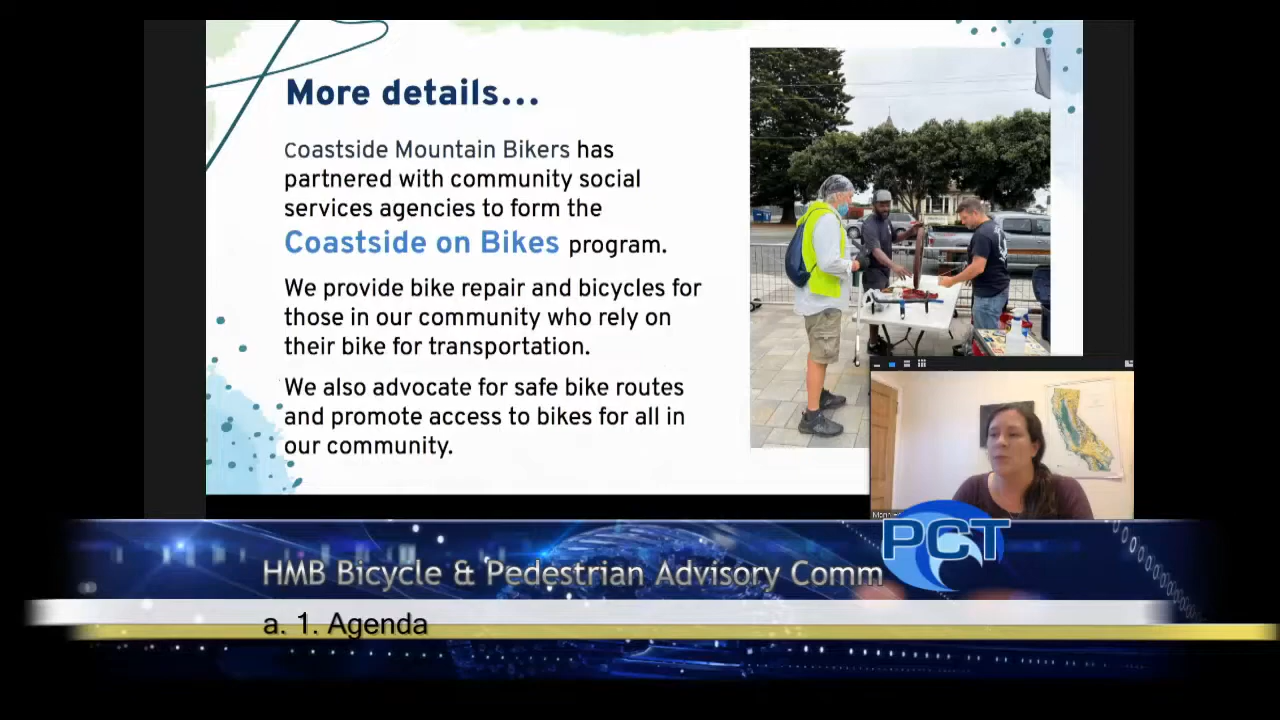 More details...
Coastside Mountain Bikers has
partnered with community social
services agencies to form the
Coastside on Bikes program.
We provide bike repair and bicycles for
those in our community who rely on
their bike for transportation.
We also advocate for safe bike routes
and promote access to bikes for all in
our community.
PCT
HMB Bicycle & Pedestrian Advisory Comm
a. 1. Agenda